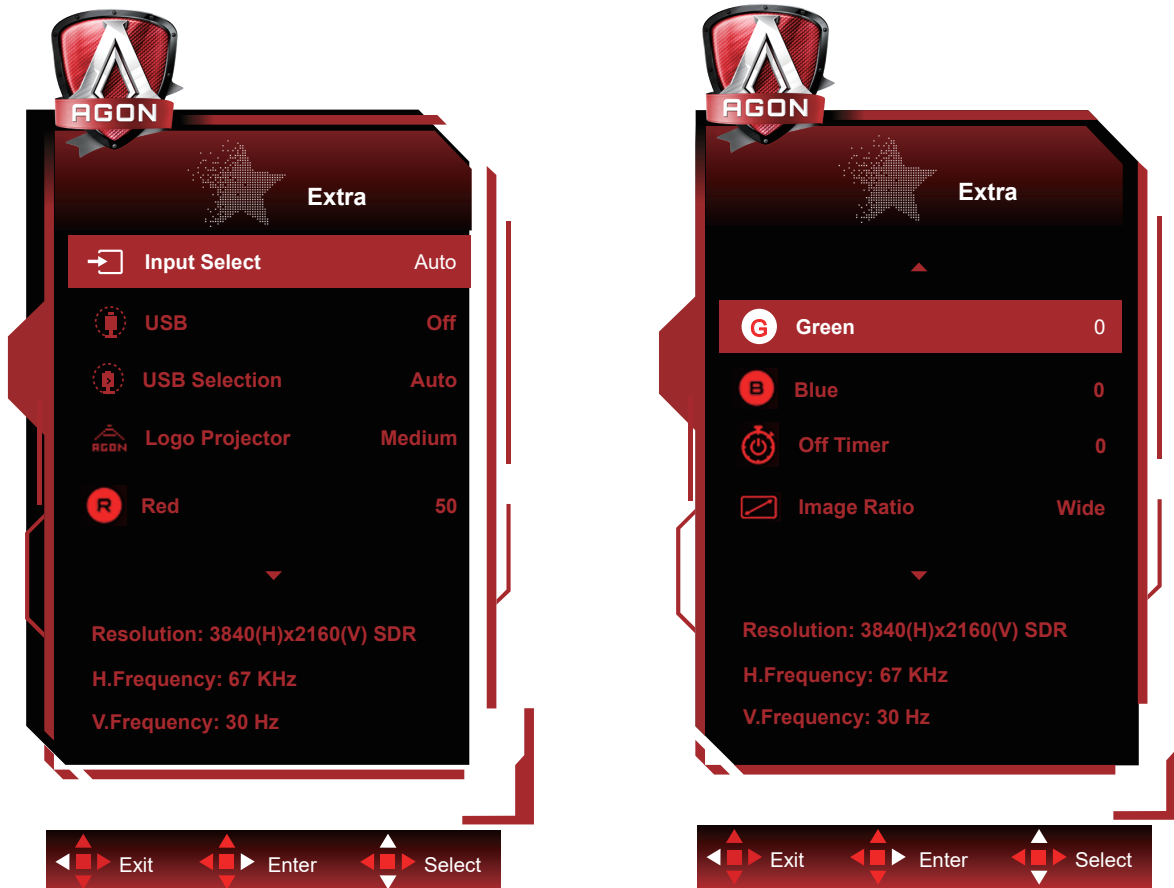 AGON
Extra
Input Select Auto
USB Off
USB Selection Auto
AGON Logo Projector Medium
R Red 50
Resolution: 3840(H)x2160(V) SDR
H.Frequency: 67 KHz
V.Frequency: 30 Hz
Exit Enter Select
AGON
Extra
G Green 0
B Blue 0
Off Timer 0
Image Ratio Wide
Resolution: 3840(H)x2160(V) SDR
H.Frequency: 67 KHz
V.Frequency: 30 Hz
Exit Enter Select